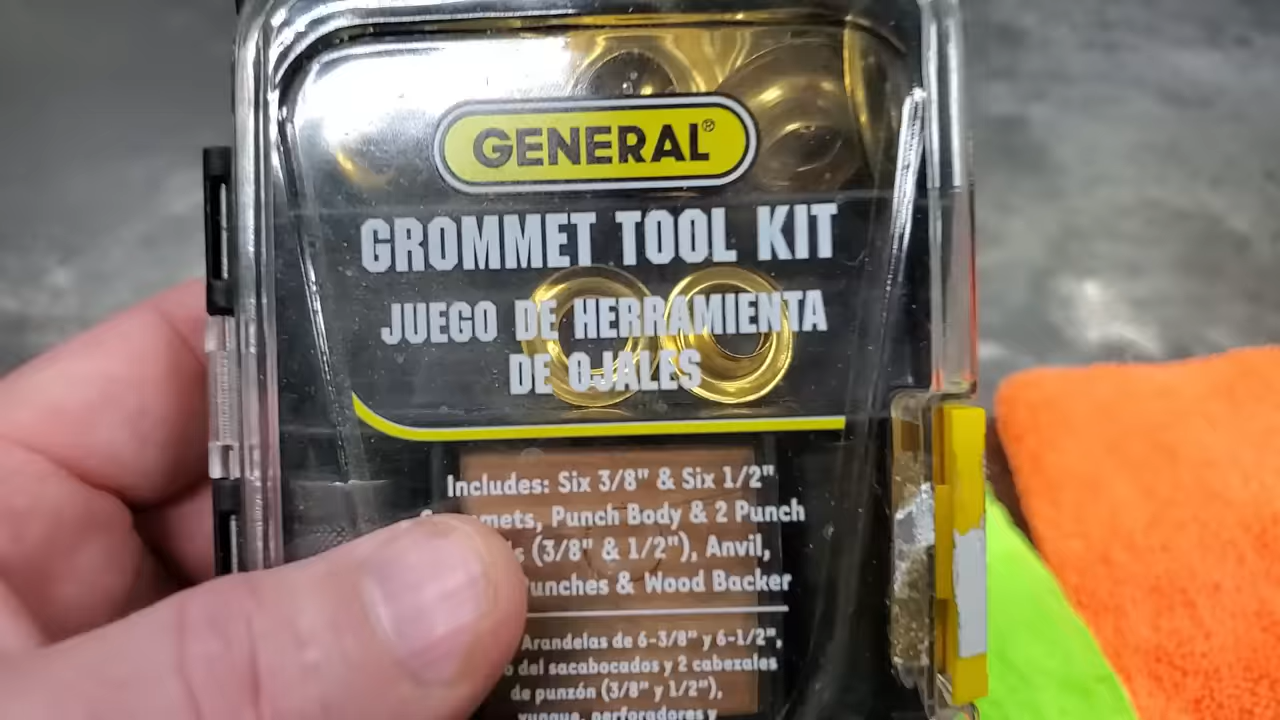 GENERAL®
GROMMET TOOL KIT
JUEGO DE HERRAMIENTA
DE OJALES
Includes: Six 3/8" & Six 1/2"
Punch Body & 2 Punch
(3/8" & 1/2"), Anvil,
& Wood Backer
Arandelas de 6-3/8" y 6-1/2",
del sacabocados y 2 cabezales
de punzón (3/8" y 1/2"),
yunque, perforadores y